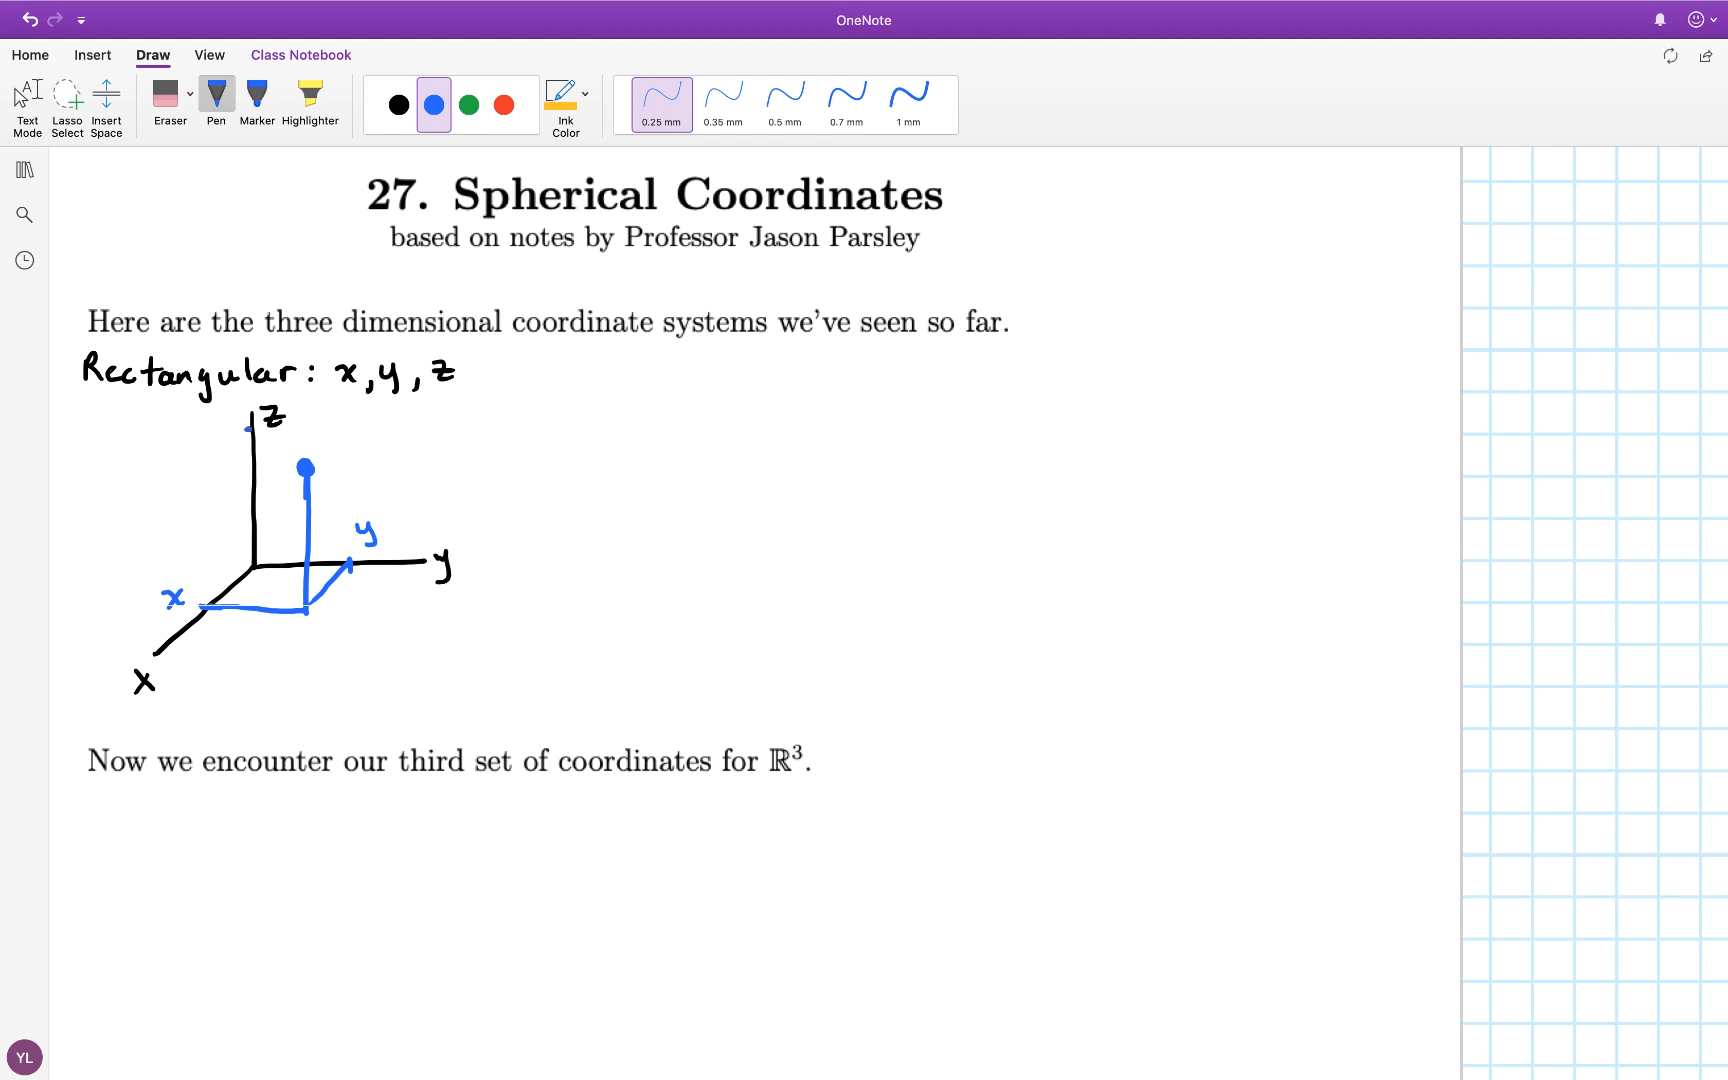 OneNote
Home Insert Draw View Class Notebook
Text Mode Lasso Select Insert Space Eraser Pen Marker Highlighter Ink Color 0.25 mm 0.35 mm 0.5 mm 0.7 mm 1 mm
27. Spherical Coordinates
based on notes by Professor Jason Parsley
Here are the three dimensional coordinate systems we've seen so far.
Rectangular: x, y, z
z
y
y
x
x
Now we encounter our third set of coordinates for ℝ³.
YL